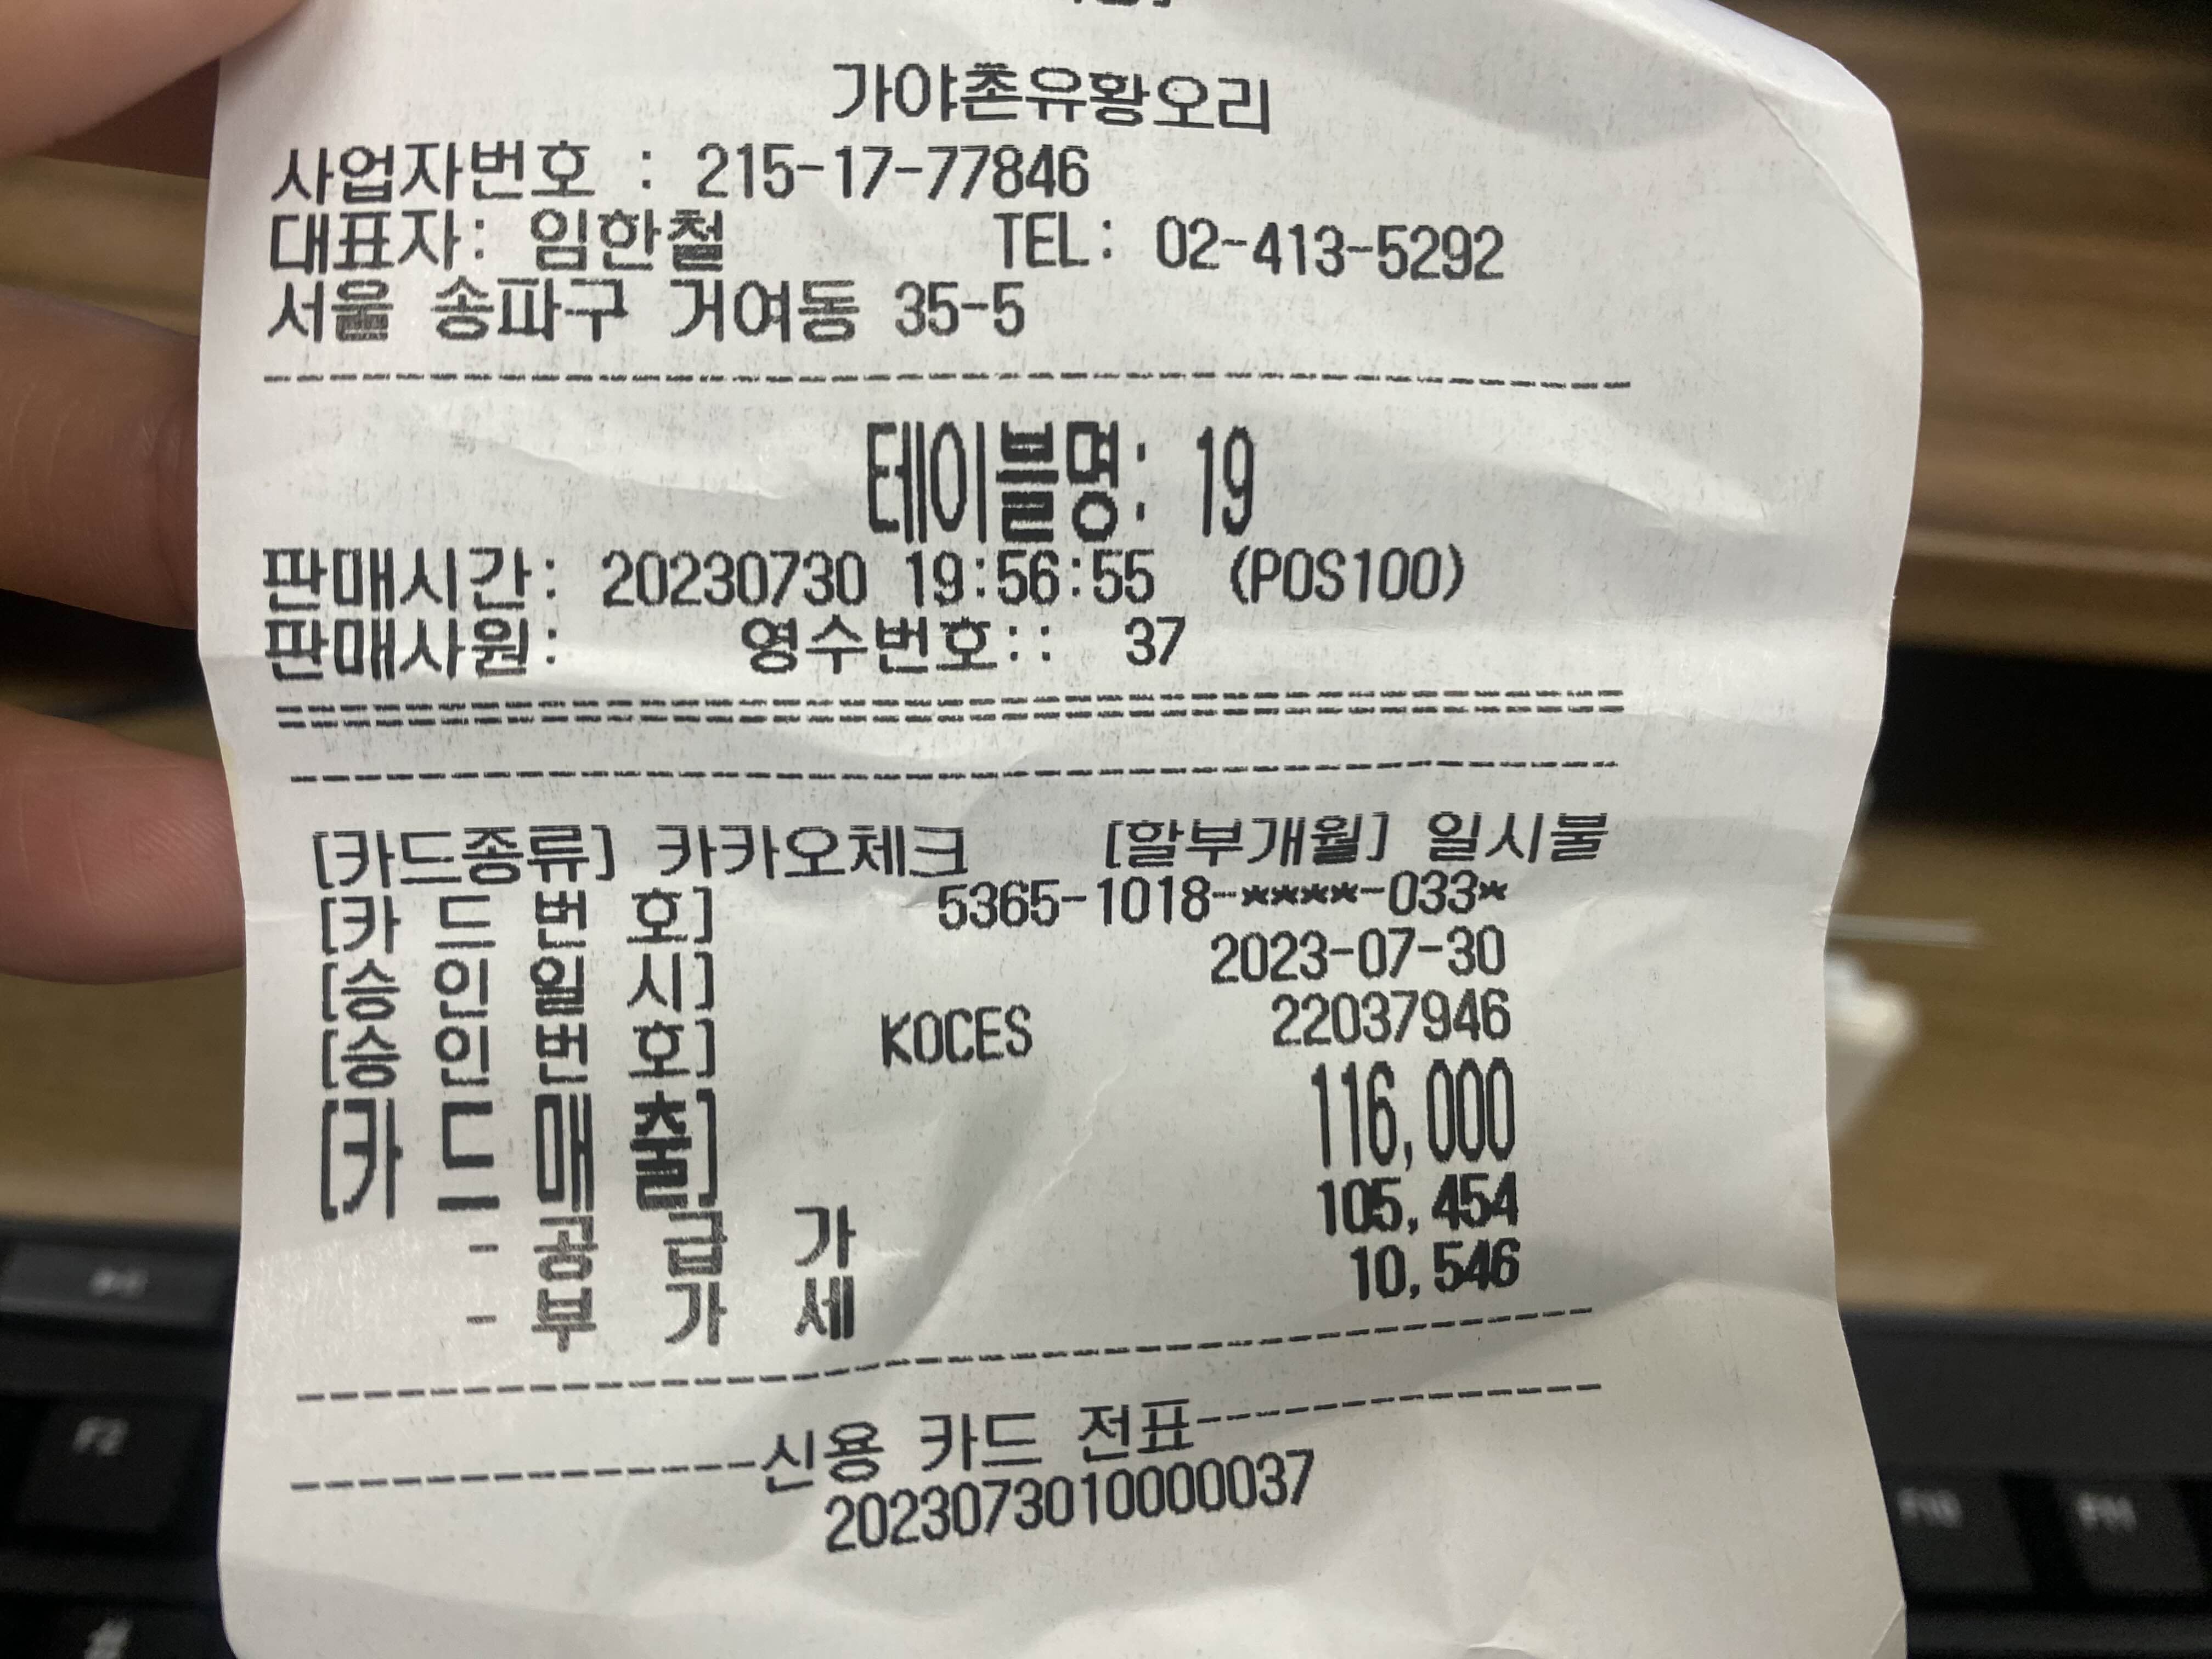 가야촌유황오리
사업자번호 : 215-17-77846
대표자: 임한철 TEL: 02-413-5292
서울 송파구 거여동 35-5
테이블명: 19
판매시간: 20230730 19:56:55 (POS100)
판매사원: 영수번호:: 37
[카드종류] 카카오체크 [할부개월] 일시불
[카 드 번 호] 5365-1018-****-033*
[승 인 일 시] 2023-07-30
[승 인 번 호] KOCES 22037946
[카 드 매 출] 116,000
- 공 급 가 105,454
- 부 가 세 10,546
--------------신용 카드 전표--------------
2023073010000037
F2
F10
F11